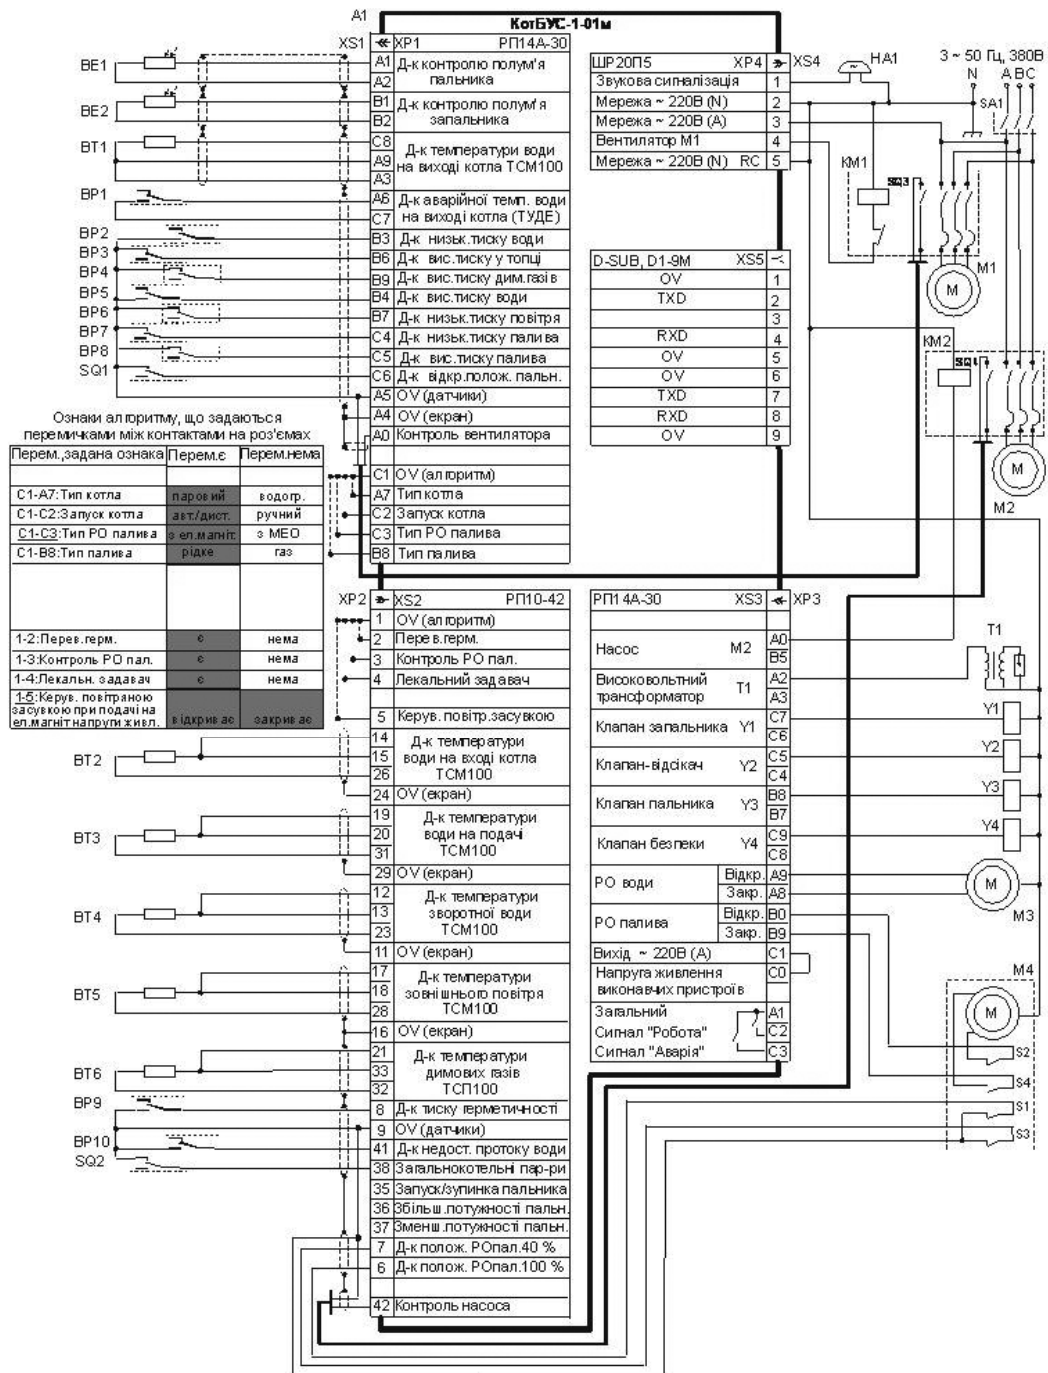 A1
КотБУС-1-01м
XS1 XP1 РП14А-30
BE1
A1 Д-к контролю полум'я
A2 пальника
BE2
B1 Д-к контролю полум'я
B2 запальника
BT1
C8 Д-к температури води
A9 на виході котла ТСМ100
A3
BP1
A6 Д-к аварійної темп. води
C7 на виході котла (ТУДЕ)
BP2
B3 Д-к низьк.тиску води
BP3
B6 Д-к вис.тиску у топці
BP4
B9 Д-к вис.тиску дим.газів
BP5
B4 Д-к вис.тиску води
BP6
B7 Д-к низьк.тиску повітря
BP7
C4 Д-к низьк.тиску палива
BP8
C5 Д-к вис.тиску палива
SQ1
C6 Д-к відкр.полож. пальн.
A5 OV (датчики)
A4 OV (екран)
A0 Контроль вентилятора
C1 OV (алгоритм)
A7 Тип котла
C2 Запуск котла
C3 Тип РО палива
B8 Тип палива
ШР20П5 XP4 XS4
Звукова сигналізація 1
Мережа ~ 220В (N) 2
Мережа ~ 220В (А) 3
Вентилятор М1 4
Мережа ~ 220В (N) RC 5
HA1
3 ~ 50 Гц, 380В
N A B C
SA1
KM1
SQ3
M
M1
D-SUB, D1-9M XS5
OV 1
TXD 2
3
RXD 4
OV 5
OV 6
TXD 7
RXD 8
OV 9
KM2
M
M2
Ознаки алгоритму, що задаються
перемичками між контактами на роз'ємах
Перем.,задана ознака Перем.є Перем.нема
C1-A7:Тип котла паровий водогр.
C1-C2:Запуск котла авт./дист. ручний
C1-C3:Тип РО палива з ел.магніт. з МЕО
C1-B8:Тип палива рідке газ
1-2:Перев.герм. є нема
1-3:Контроль РО пал. є нема
1-4:Лекальн. задавач є нема
1-5:Керув. повітряною
засувкою при подачі на
ел.магніт напруги живл. відкриває закриває
XP2 XS2 РП10-42
1 OV (алгоритм)
2 Перев.герм.
3 Контроль РО пал.
4 Лекальний задавач
5 Керув. повітр.засувкою
BT2
14 Д-к температури
15 води на вході котла
26 ТСМ100
24 OV (екран)
BT3
19 Д-к температури
20 води на подачі
31 ТСМ100
29 OV (екран)
BT4
12 Д-к температури
13 зворотної води
23 ТСМ100
11 OV (екран)
BT5
17 Д-к температури
18 зовнішнього повітря
28 ТСМ100
16 OV (екран)
BT6
21 Д-к температури
33 димових газів
32 ТСП100
BP9
8 Д-к тиску герметичності
9 OV (датчики)
BP10
41 Д-к недост. протоку води
SQ2
38 Загальнокотельні пар-ри
35 Запуск/зупинка пальника
36 Збільш.потужності пальн.
37 Зменш.потужності пальн.
7 Д-к полож. РОпал.40 %
6 Д-к полож. РОпал.100 %
42 Контроль насоса
РП14А-30 XS3 XP3
Насос M2 A0
B5
Високовольтний A2
трансформатор T1 A3
Клапан запальника Y1 C7
C6
Клапан-відсікач Y2 C5
C4
Клапан пальника Y3 B8
B7
Клапан безпеки Y4 C9
C8
РО води Відкр. A9
Закр. A8
РО палива Відкр. B0
Закр. B9
Вихід ~ 220В (А) C1
Напруга живлення C0
виконавчих пристроїв
Загальний A1
Сигнал "Робота" C2
Сигнал "Аварія" C3
T1
Y1
Y2
Y3
Y4
M
M3
M4
M
S2
S4
S1
S3